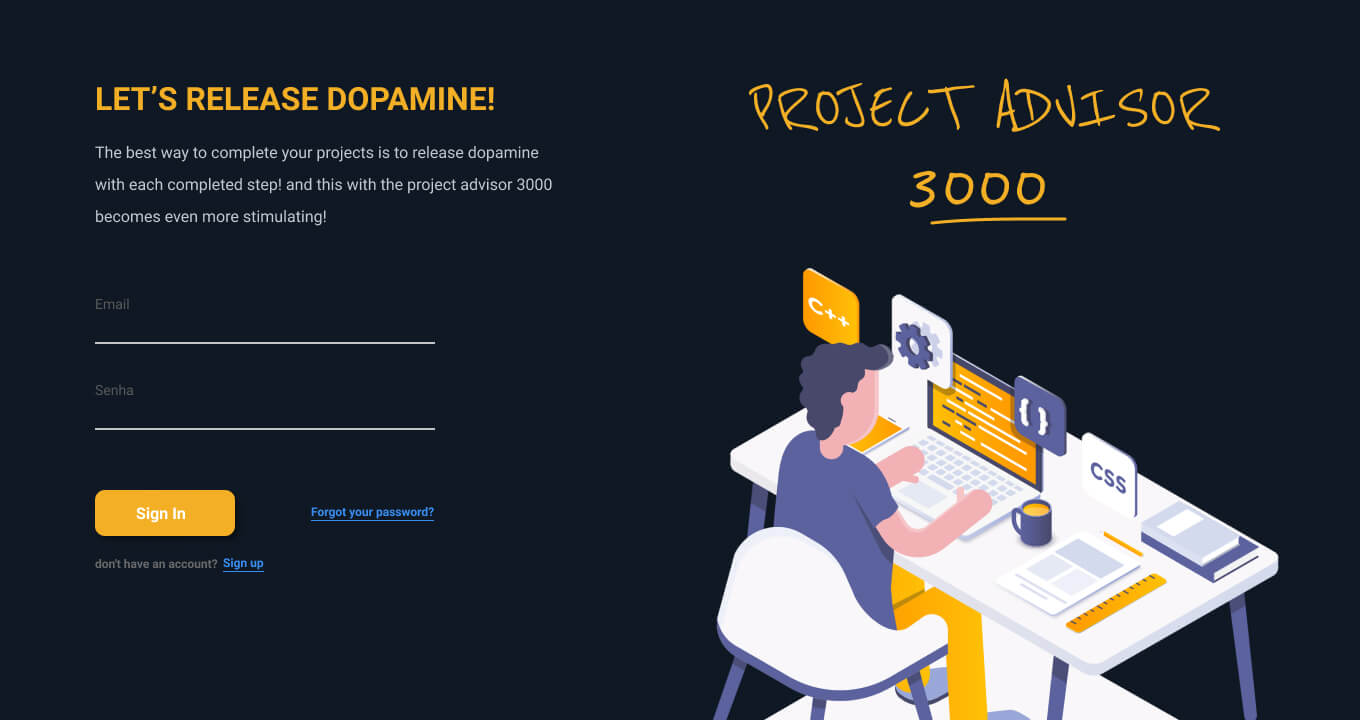 LET’S RELEASE DOPAMINE!
The best way to complete your projects is to release dopamine
with each completed step! and this with the project advisor 3000
becomes even more stimulating!
Email
Senha
Sign In
Forgot your password?
don't have an account? Sign up
PROJECT ADVISOR
3000
C++
{ }
CSS